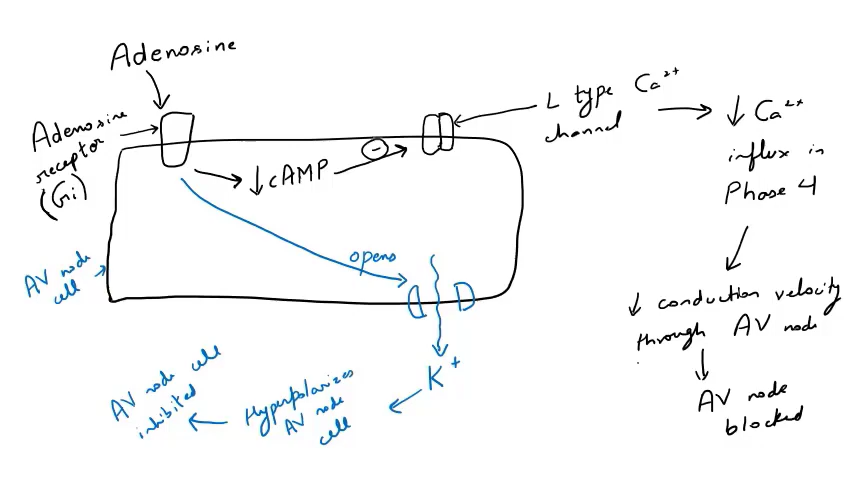 Adenosine
Adenosine
receptor
(Gi)
↓cAMP
-
L type Ca²⁺
channel
↓ Ca²⁺
influx in
Phase 4
↓ conduction velocity
through AV node
AV node
blocked
AV node
cell
opens
K⁺
Hyperpolarizes
AV node
cell
AV node cell
inhibited